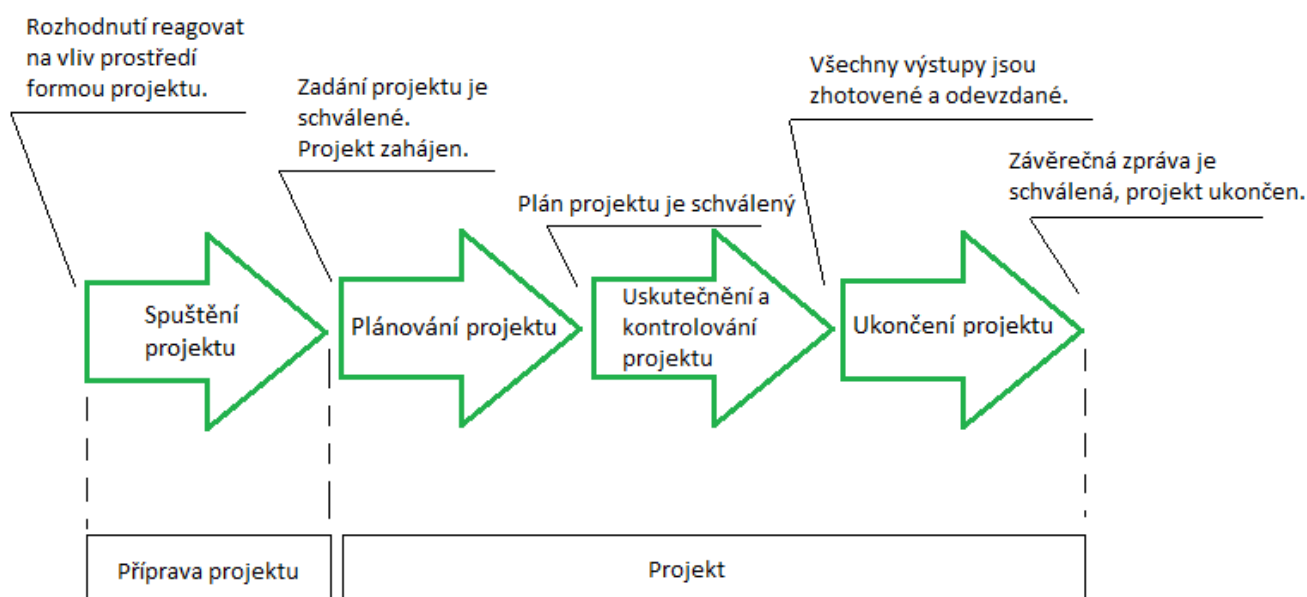 Rozhodnutí reagovat
na vliv prostředí
formou projektu.
Zadání projektu je
schválené.
Projekt zahájen.
Plán projektu je schválený
Všechny výstupy jsou
zhotovené a odevzdané.
Závěrečná zpráva je
schválená, projekt ukončen.
Spuštění
projektu
Plánování projektu
Uskutečnění a
kontrolování
projektu
Ukončení projektu
Příprava projektu
Projekt